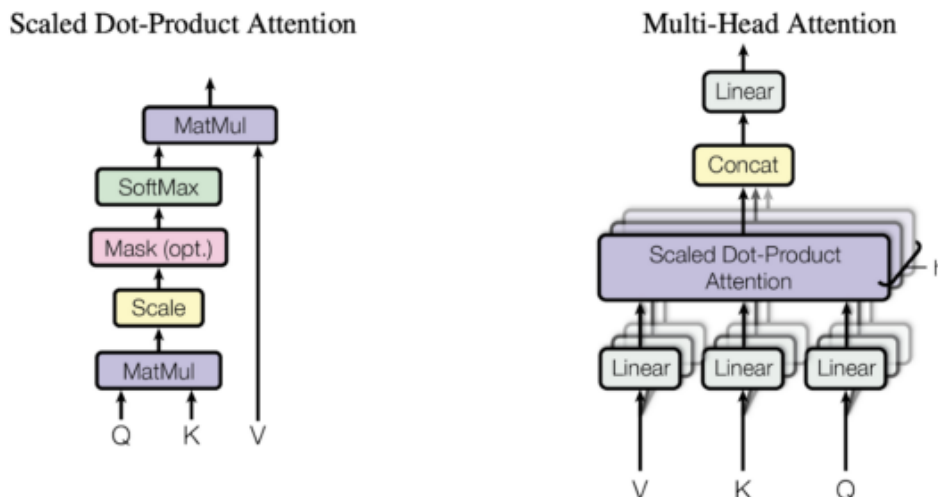 Scaled Dot-Product Attention
MatMul
SoftMax
Mask (opt.)
Scale
MatMul
Q K V
Multi-Head Attention
Linear
Concat
Scaled Dot-Product
Attention
Linear Linear Linear
V K Q